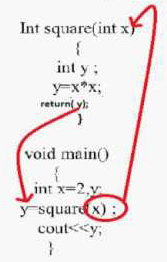 Int square(int x)
{
int y ;
y=x*x;
return( y);
}
void main()
{
int x=2,y;
y=square(x) ;
cout<<y;
}